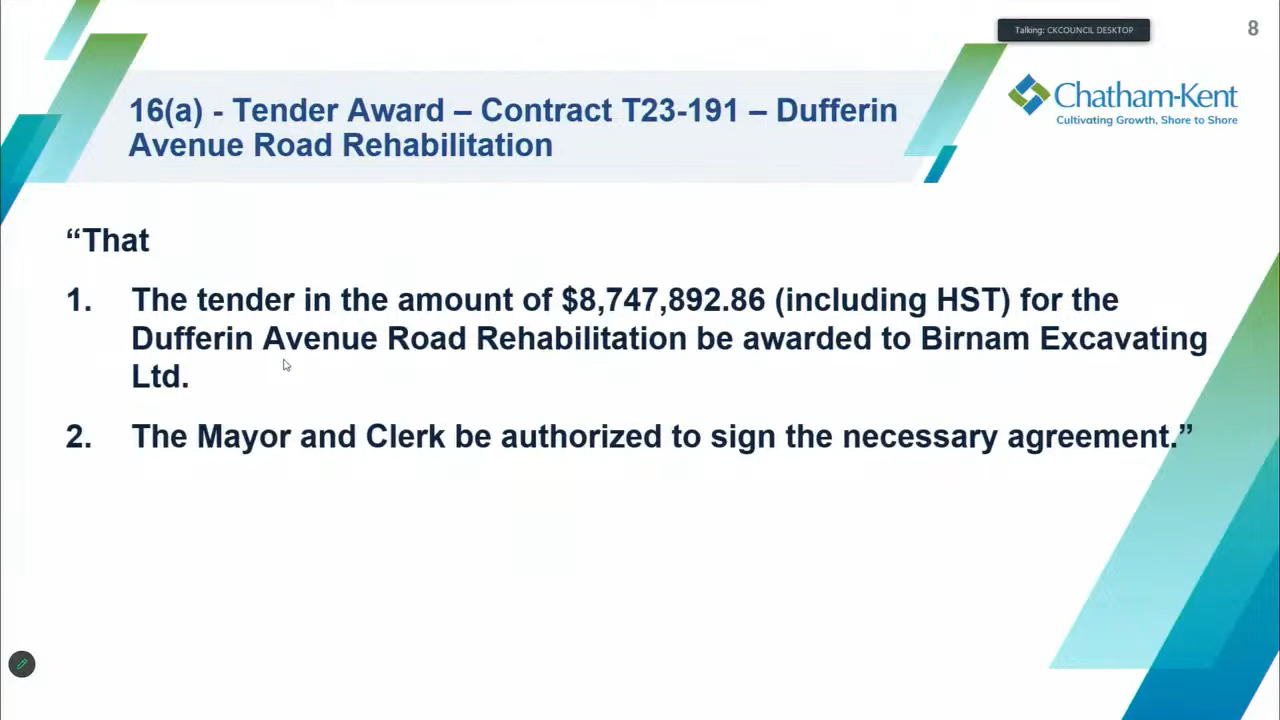 Talking: CKCOUNCIL DESKTOP
8
16(a) - Tender Award – Contract T23-191 – Dufferin
Avenue Road Rehabilitation
Chatham-Kent
Cultivating Growth, Shore to Shore
“That
1. The tender in the amount of $8,747,892.86 (including HST) for the
Dufferin Avenue Road Rehabilitation be awarded to Birnam Excavating
Ltd.
2. The Mayor and Clerk be authorized to sign the necessary agreement.”